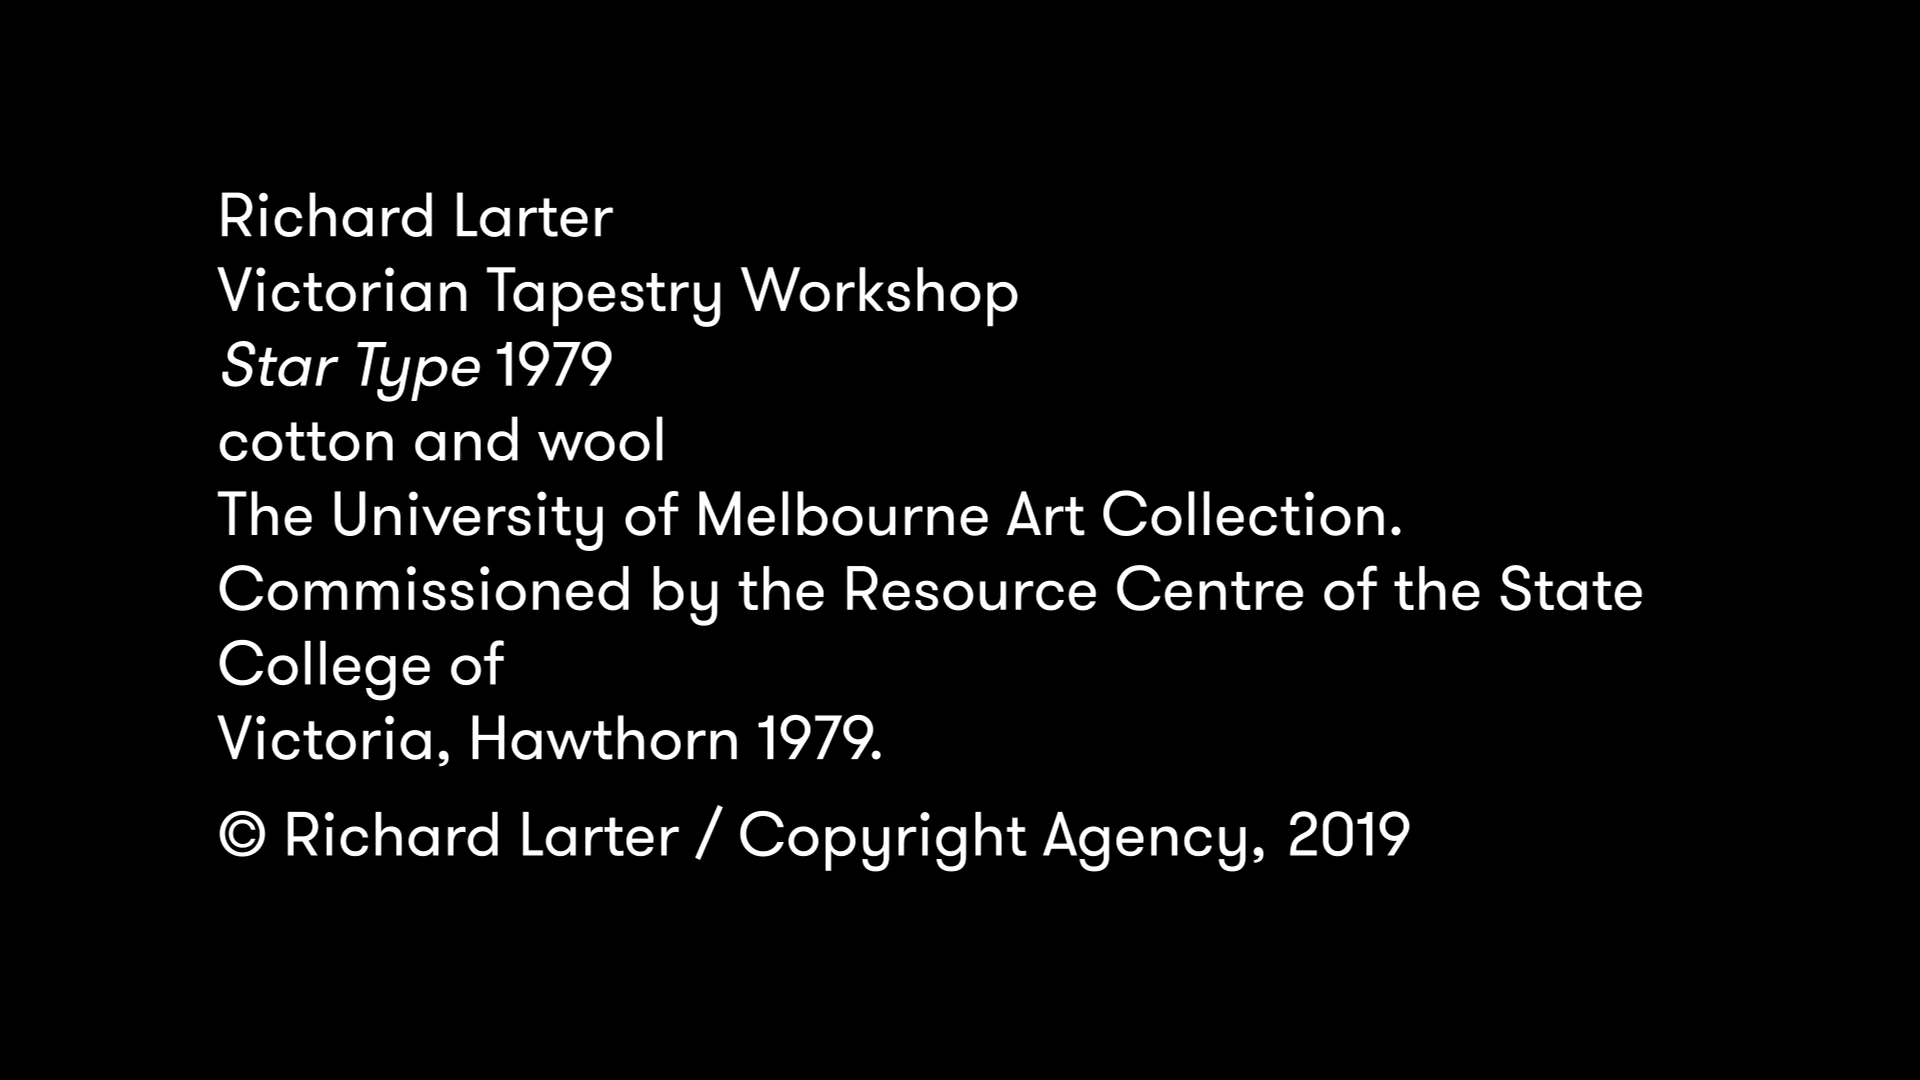 Richard Larter
Victorian Tapestry Workshop
Star Type 1979
cotton and wool
The University of Melbourne Art Collection.
Commissioned by the Resource Centre of the State
College of
Victoria, Hawthorn 1979.
© Richard Larter / Copyright Agency, 2019